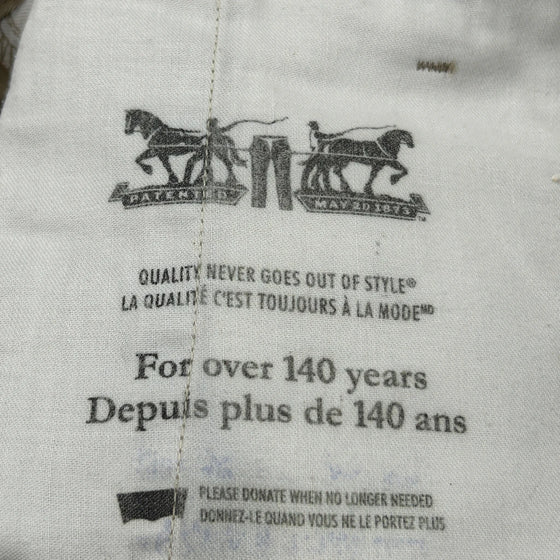 PATENTED MAY 20 1873 ™
QUALITY NEVER GOES OUT OF STYLE®
LA QUALITÉ C'EST TOUJOURS À LA MODEᴹᴰ
For over 140 years
Depuis plus de 140 ans
PLEASE DONATE WHEN NO LONGER NEEDED
DONNEZ-LE QUAND VOUS NE LE PORTEZ PLUS